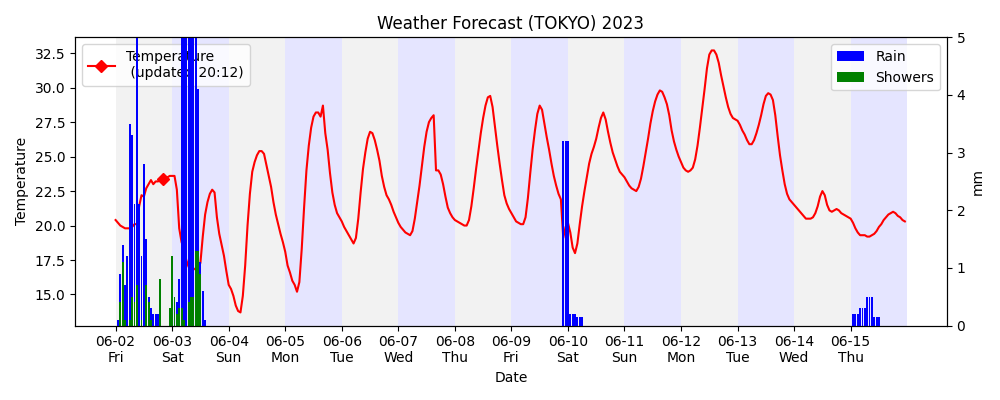 Weather Forecast (TOKYO) 2023
Temperature
(updated 20:12)
Rain
Showers
Temperature
32.5
30.0
27.5
25.0
22.5
20.0
17.5
15.0
5
4
3
2
1
0
mm
06-02 06-03 06-04 06-05 06-06 06-07 06-08 06-09 06-10 06-11 06-12 06-13 06-14 06-15
Fri Sat Sun Mon Tue Wed Thu Fri Sat Sun Mon Tue Wed Thu
Date